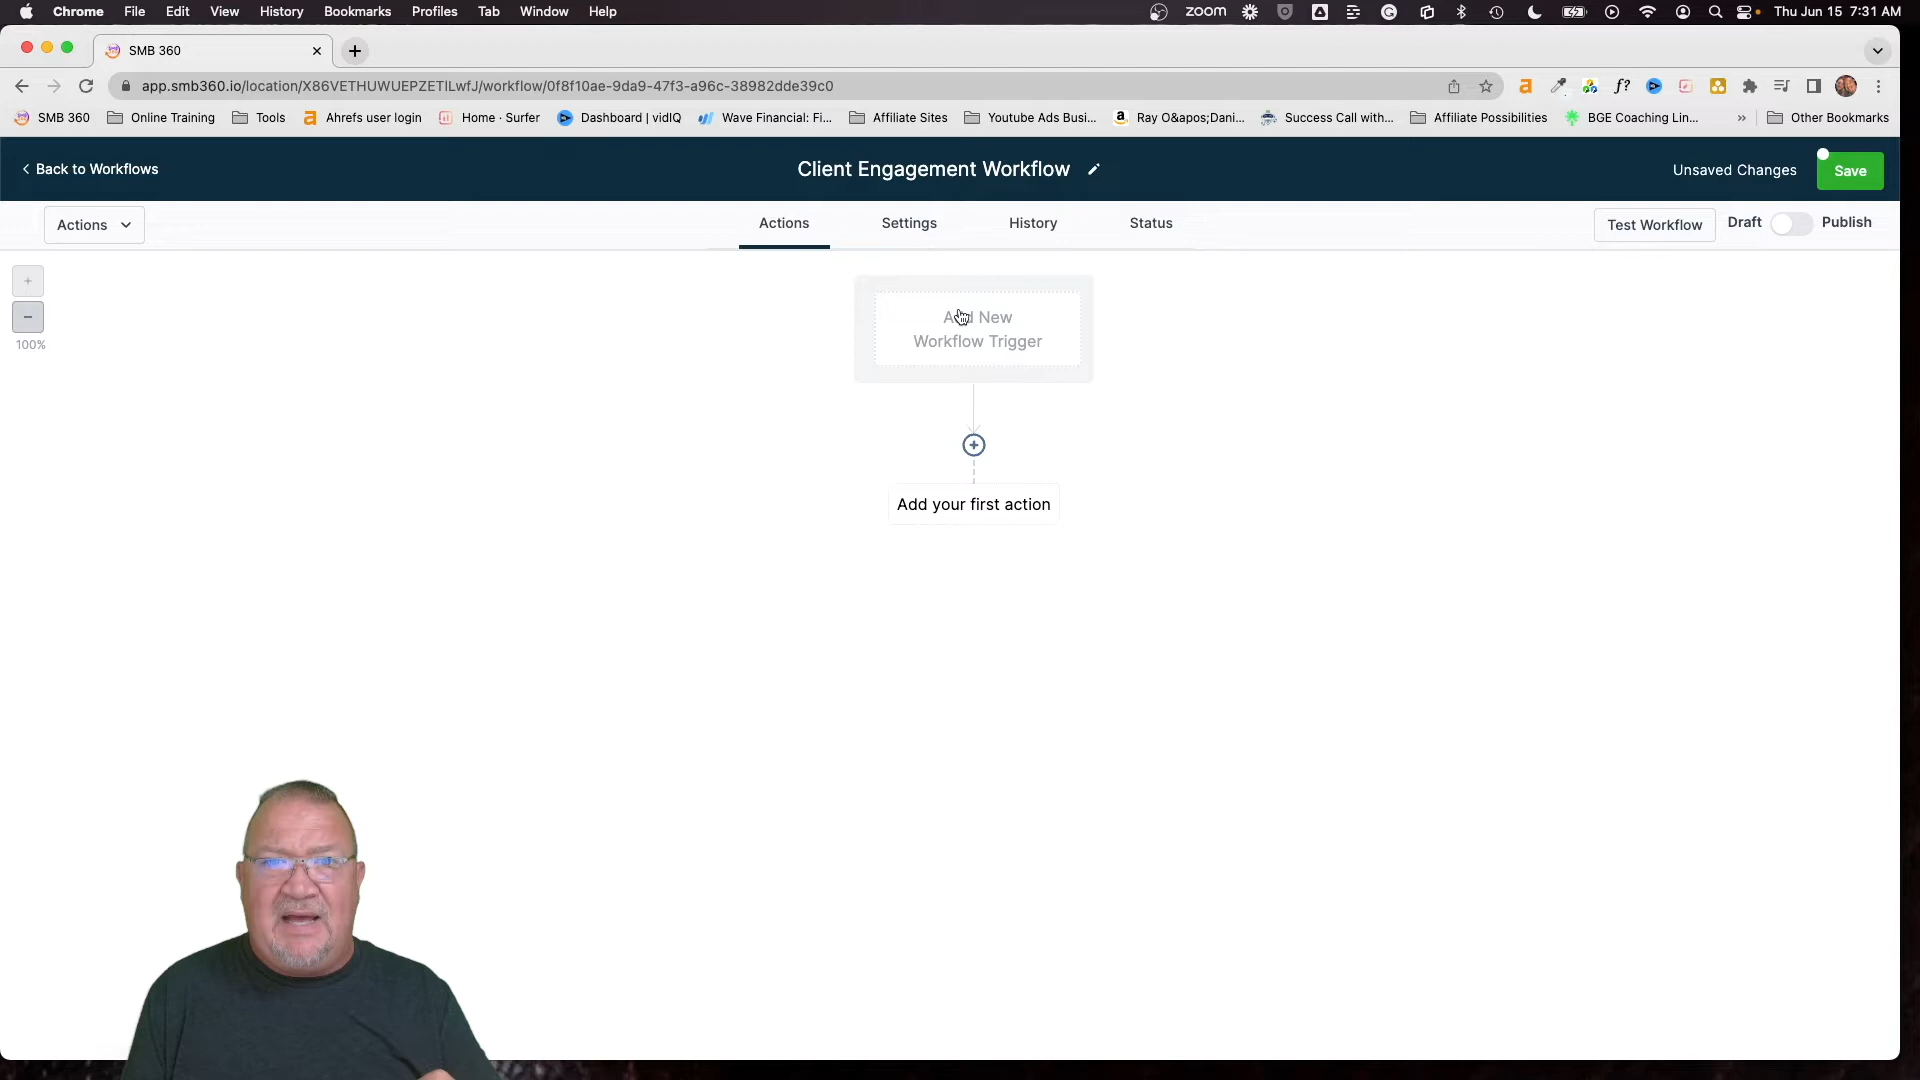 Chrome File Edit View History Bookmarks Profiles Tab Window Help zoom Thu Jun 15 7:31 AM
SMB 360
app.smb360.io/location/X86VETHUWUEPZETlLwfJ/workflow/0f8f10ae-9da9-47f3-a96c-38982dde39c0 f?
SMB 360 Online Training Tools Ahrefs user login Home · Surfer Dashboard | vidIQ Wave Financial: Fi... Affiliate Sites Youtube Ads Busi... Ray O&apos;Dani... Success Call with... Affiliate Possibilities BGE Coaching Lin... » Other Bookmarks
Back to Workflows Client Engagement Workflow Unsaved Changes Save
Actions Actions Settings History Status Test Workflow Draft Publish
100%
Add New
Workflow Trigger
Add your first action